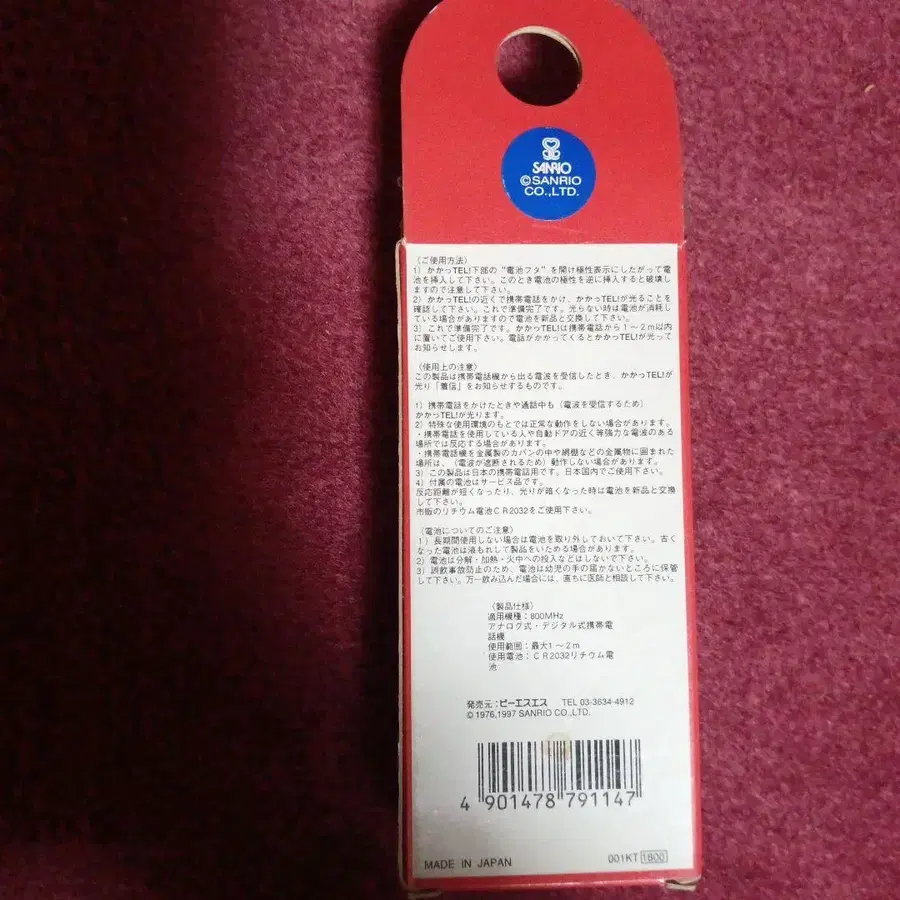 SANRIO
©SANRIO
CO.,LTD.
〈ご使用方法〉
1）かかっTEL!下部の“電池フタ”を開け極性表示にしたがって電
池を挿入して下さい。このとき電池の極性を逆に挿入すると破壊し
ますので注意して下さい。
2）かかっTEL!の近くで携帯電話をかけ、かかっTEL!が光ることを
確認して下さい。これで準備完了です。光らない時は電池が消耗し
ている場合がありますので電池を新品と交換して下さい。
3）これで準備完了です。かかっTEL!は携帯電話から1〜2m以内
に置いてご使用下さい。電話がかかってくるとかかっTEL!が光って
お知らせします。
〈使用上の注意〉
この製品は携帯電話機から出る電波を受信したとき、かかっTEL!が
光り「着信」をお知らせするものです。
1）携帯電話をかけたときや通話中も（電波を受信するため）
かかっTEL!が光ります。
2）特殊な使用環境のもとでは正常な動作をしない場合があります。
・携帯電話を使用している人や自動ドアの近く等強力な電波のある
場所では反応する場合があります。
・携帯電話機を金属製のカバンの中や網棚などの金属物に囲まれた
場所は、（電波が遮断されるため）動作しない場合があります。
3）この製品は日本の携帯電話用です。日本国内でご使用下さい。
4）付属の電池はサービス品です。
反応距離が短くなったり、光りが暗くなった時は電池を新品と交換
して下さい。
市販のリチウム電池CR2032をご使用下さい。
〈電池についてのご注意〉
1）長期間使用しない場合は電池を取り外しておいて下さい。古く
なった電池は液もれして製品をいためる場合があります。
2）電池は分解・加熱・火中への投入などはしないで下さい。
3）誤飲事故防止のため、電池は幼児の手の届かないところに保管
して下さい。万一飲み込んだ場合には、直ちに医師と相談して下さい。
〈製品仕様〉
適用機種：800MHz
アナログ式・デジタル式携帯電
話機
使用範囲：最大1〜2m
使用電池：CR2032リチウム電
池
発売元：ピーエスエス TEL 03-3634-4912
©1976,1997 SANRIO CO.,LTD.
4 901478 791147
MADE IN JAPAN 001KT 1800